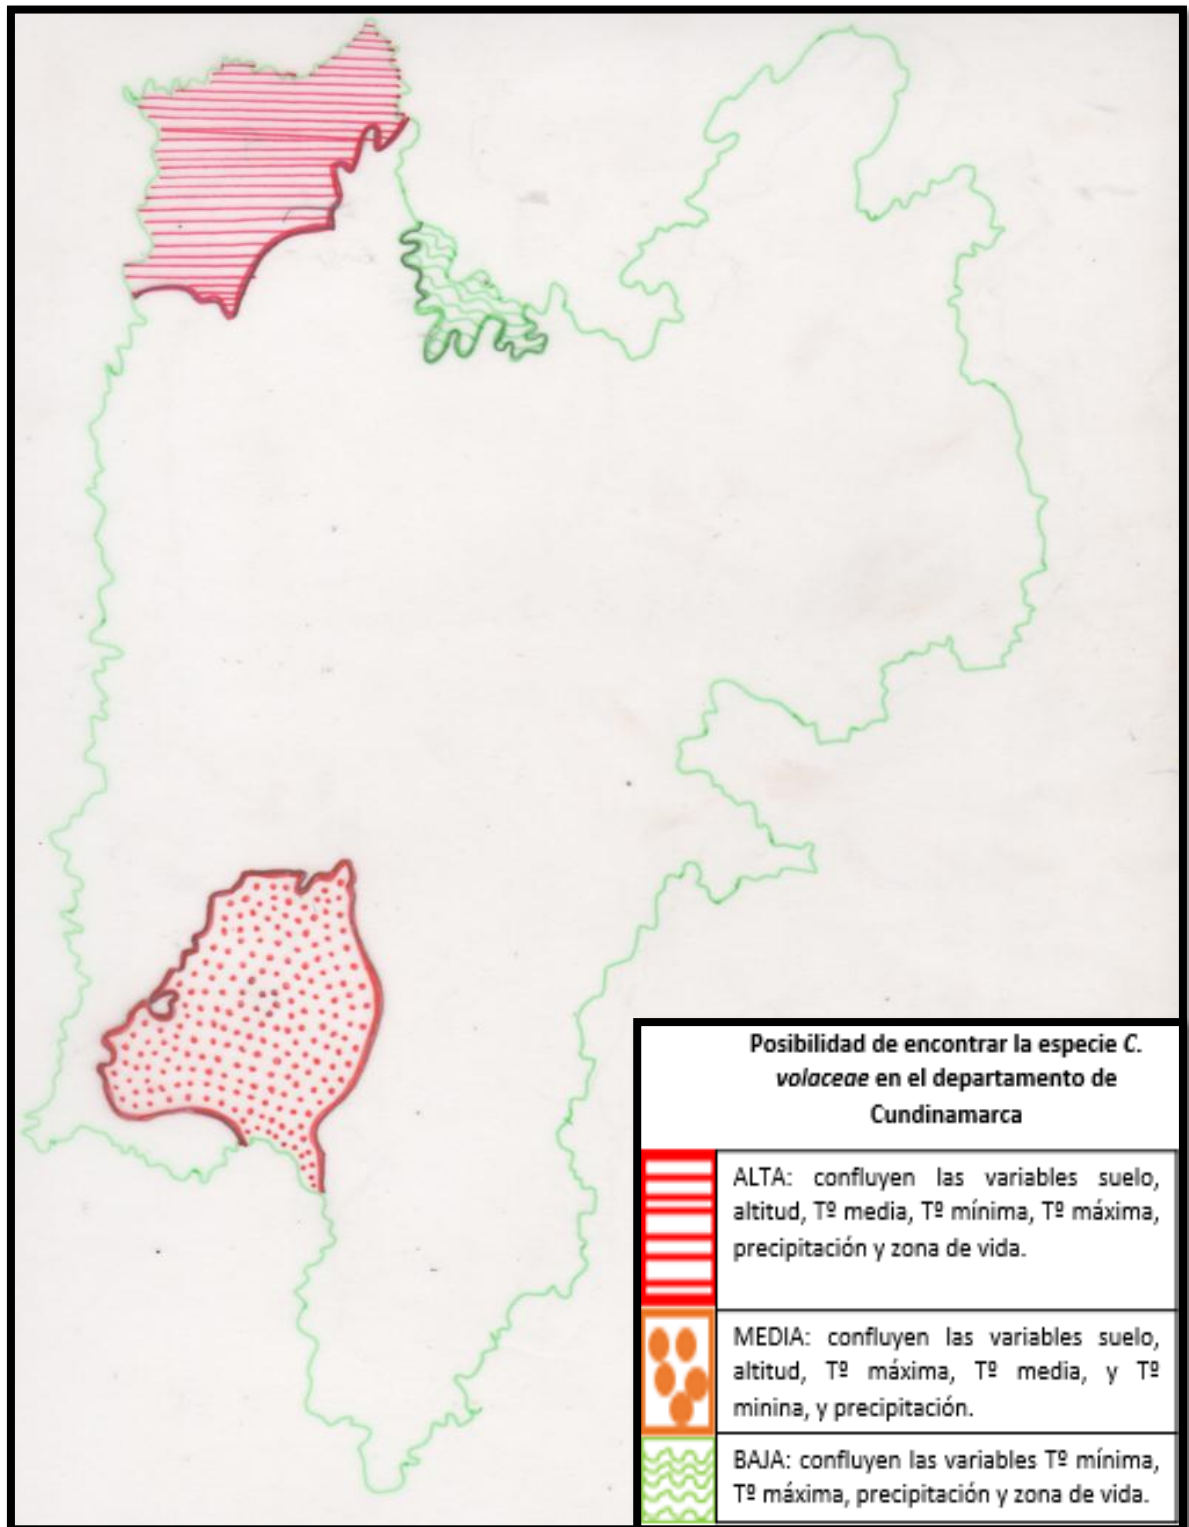 Posibilidad de encontrar la especie C.
volaceae en el departamento de
Cundinamarca
ALTA: confluyen las variables suelo,
altitud, Tº media, Tº mínima, Tº máxima,
precipitación y zona de vida.
MEDIA: confluyen las variables suelo,
altitud, Tº máxima, Tº media, y Tº
minina, y precipitación.
BAJA: confluyen las variables Tº mínima,
Tº máxima, precipitación y zona de vida.